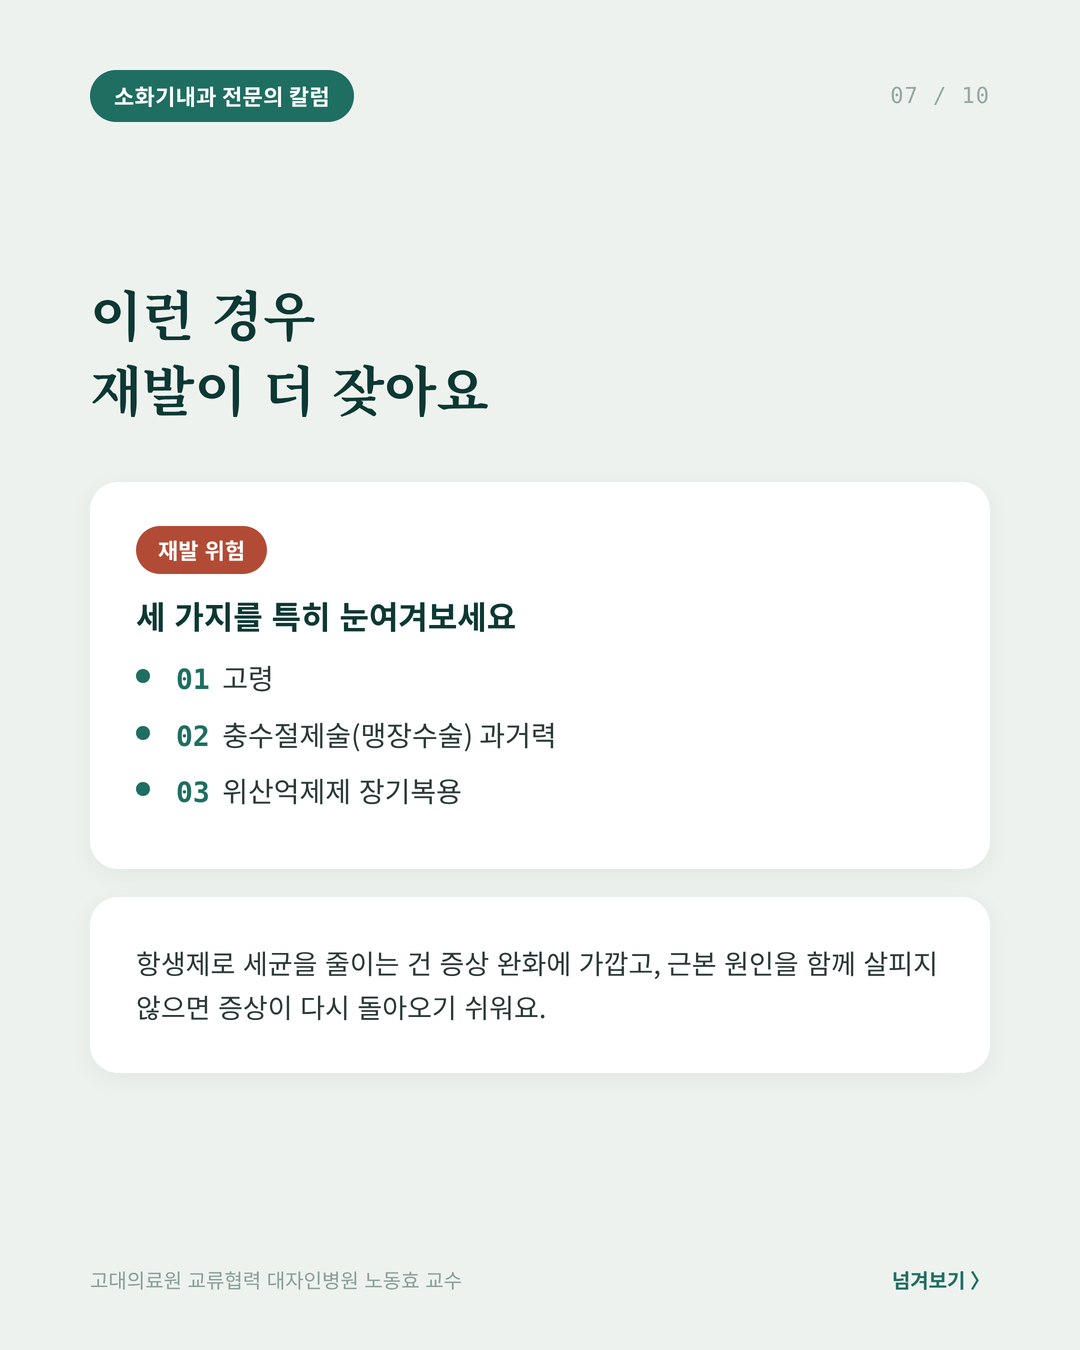 소화기내과 전문의 칼럼
07 / 10
이런 경우
재발이 더 잦아요
재발 위험
세 가지를 특히 눈여겨보세요
01 고령
02 충수절제술(맹장수술) 과거력
03 위산억제제 장기복용
항생제로 세균을 줄이는 건 증상 완화에 가깝고, 근본 원인을 함께 살피지
않으면 증상이 다시 돌아오기 쉬워요.
고대의료원 교류협력 대자인병원 노동효 교수
넘겨보기 〉